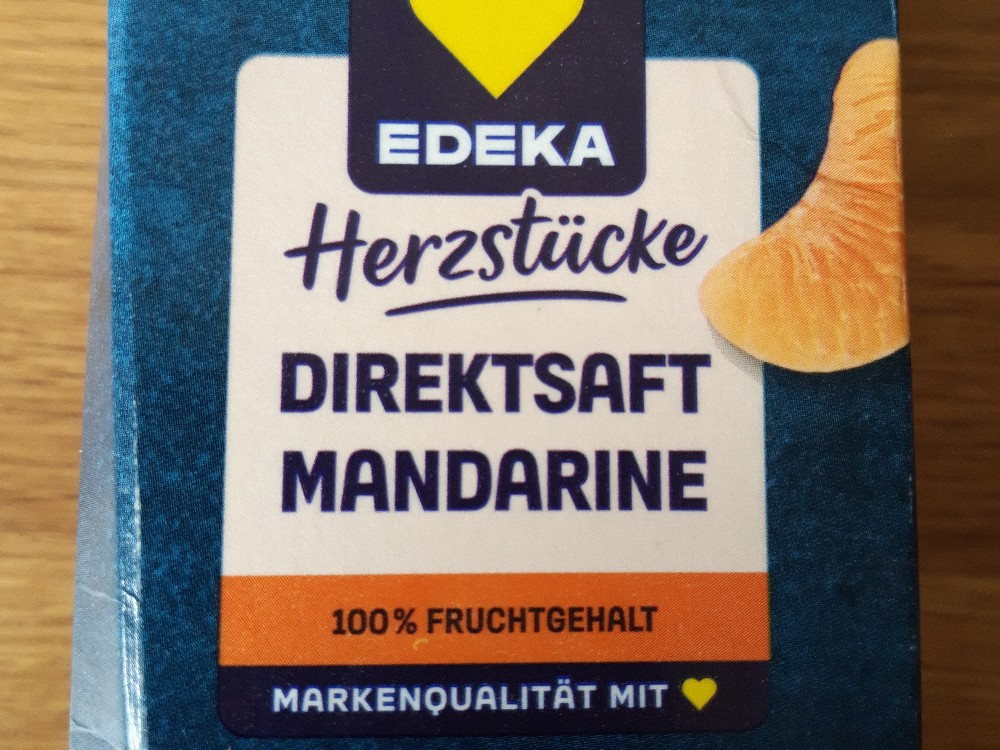 EDEKA
Herzstücke
DIREKTSAFT
MANDARINE
100% FRUCHTGEHALT
MARKENQUALITÄT MIT